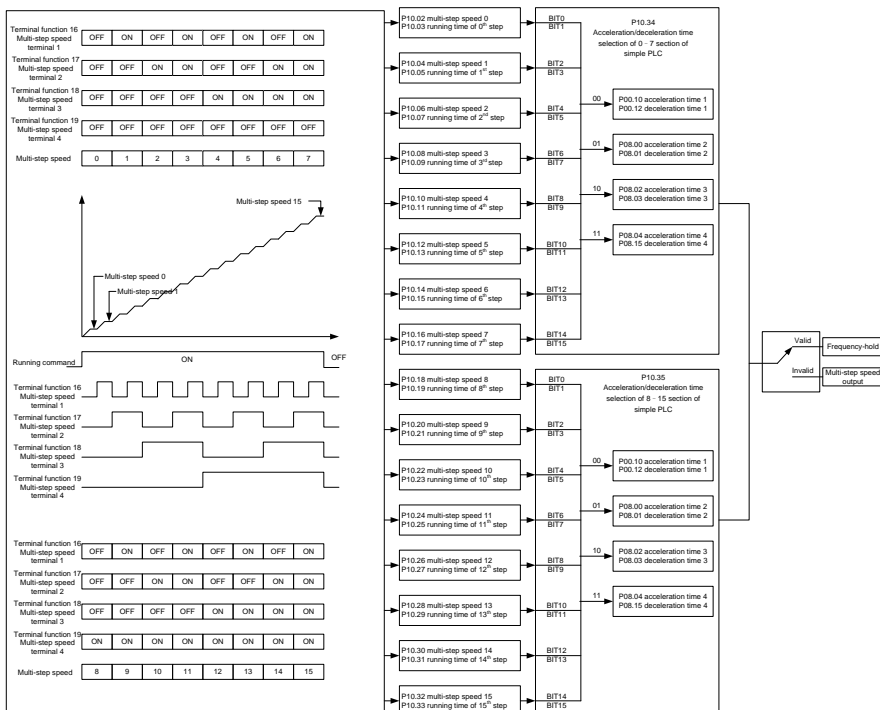 Terminal function 16
Multi-step speed
terminal 1
OFF ON OFF ON OFF ON OFF ON
Terminal function 17
Multi-step speed
terminal 2
OFF OFF ON ON OFF OFF ON ON
Terminal function 18
Multi-step speed
terminal 3
OFF OFF OFF OFF ON ON ON ON
Terminal function 19
Multi-step speed
terminal 4
OFF OFF OFF OFF OFF OFF OFF OFF
Multi-step speed 0 1 2 3 4 5 6 7
Multi-step speed 15
Multi-step speed 0
Multi-step speed 1
Running command ON OFF
Terminal function 16
Multi-step speed
terminal 1
Terminal function 17
Multi-step speed
terminal 2
Terminal function 18
Multi-step speed
terminal 3
Terminal function 19
Multi-step speed
terminal 4
Terminal function 16
Multi-step speed
terminal 1
OFF ON OFF ON OFF ON OFF ON
Terminal function 17
Multi-step speed
terminal 2
OFF OFF ON ON OFF OFF ON ON
Terminal function 18
Multi-step speed
terminal 3
OFF OFF OFF OFF ON ON ON ON
Terminal function 19
Multi-step speed
terminal 4
ON ON ON ON ON ON ON ON
Multi-step speed 8 9 10 11 12 13 14 15
P10.02 multi-step speed 0
P10.03 running time of 0th step
P10.04 multi-step speed 1
P10.05 running time of 1st step
P10.06 multi-step speed 2
P10.07 running time of 2nd step
P10.08 multi-step speed 3
P10.09 running time of 3rd step
P10.10 multi-step speed 4
P10.11 running time of 4th step
P10.12 multi-step speed 5
P10.13 running time of 5th step
P10.14 multi-step speed 6
P10.15 running time of 6th step
P10.16 multi-step speed 7
P10.17 running time of 7th step
P10.18 multi-step speed 8
P10.19 running time of 8th step
P10.20 multi-step speed 9
P10.21 running time of 9th step
P10.22 multi-step speed 10
P10.23 running time of 10th step
P10.24 multi-step speed 11
P10.25 running time of 11th step
P10.26 multi-step speed 12
P10.27 running time of 12th step
P10.28 multi-step speed 13
P10.29 running time of 13th step
P10.30 multi-step speed 14
P10.31 running time of 14th step
P10.32 multi-step speed 15
P10.33 running time of 15th step
BIT0
BIT1
BIT2
BIT3
BIT4
BIT5
BIT6
BIT7
BIT8
BIT9
BIT10
BIT11
BIT12
BIT13
BIT14
BIT15
P10.34
Acceleration/deceleration time
selection of 0 - 7 section of
simple PLC
00
P00.10 acceleration time 1
P00.12 deceleration time 1
01
P08.00 acceleration time 2
P08.01 deceleration time 2
10
P08.02 acceleration time 3
P08.03 deceleration time 3
11
P08.04 acceleration time 4
P08.15 deceleration time 4
BIT0
BIT1
BIT2
BIT3
BIT4
BIT5
BIT6
BIT7
BIT8
BIT9
BIT10
BIT11
BIT12
BIT13
BIT14
BIT15
P10.35
Acceleration/deceleration time
selection of 8 - 15 section of
simple PLC
00
P00.10 acceleration time 1
P00.12 deceleration time 1
01
P08.00 acceleration time 2
P08.01 deceleration time 2
10
P08.02 acceleration time 3
P08.03 deceleration time 3
11
P08.04 acceleration time 4
P08.15 deceleration time 4
Valid
Frequency-hold
Invalid
Multi-step speed
output